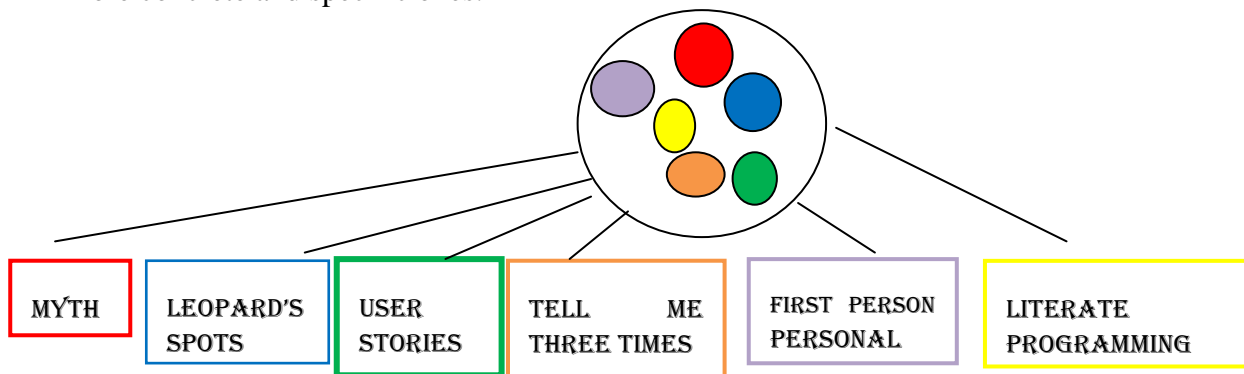 MYTH
LEOPARD'S
SPOTS
USER
STORIES
TELL ME
THREE TIMES
FIRST PERSON
PERSONAL
LITERATE
PROGRAMMING